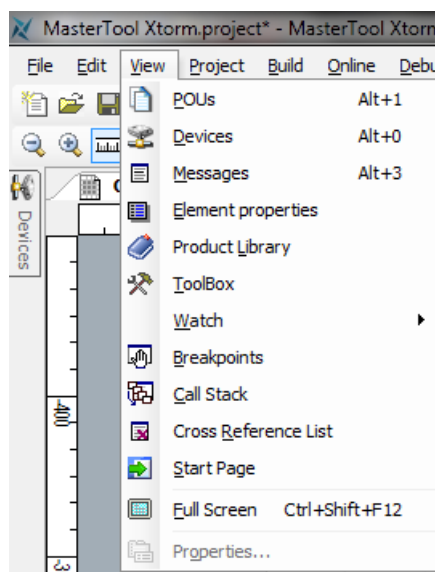 MasterTool Xtorm.project* - MasterTool Xtorm
File Edit View Project Build Online Debu
POUs Alt+1
Devices Alt+0
Messages Alt+3
Element properties
Product Library
ToolBox
Watch
Breakpoints
Call Stack
Cross Reference List
Start Page
Full Screen Ctrl+Shift+F12
Properties...
Devices
-400